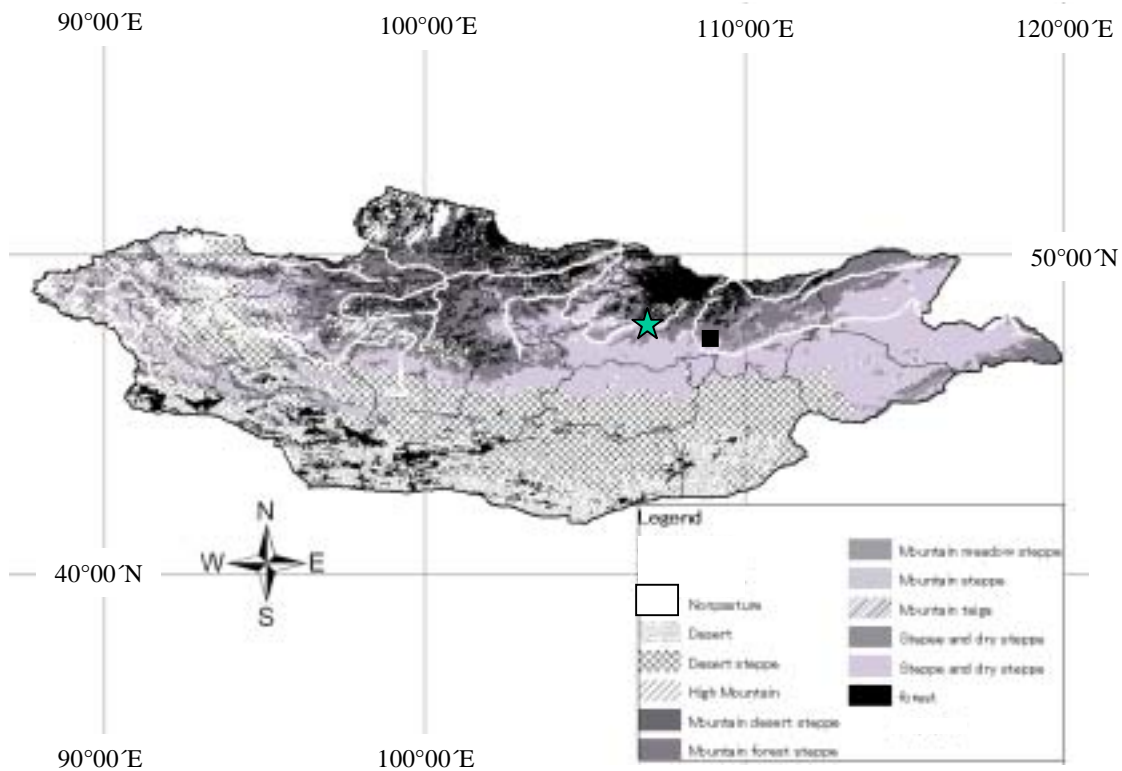 90°00´E
100°00´E
110°00´E
120°00´E
50°00´N
N
W E
S
40°00´N
Legend
Nonpasture
Desert
Desert steppe
High Mountain
Mountain desert steppe
Mountain forest steppe
Mountain meadow steppe
Mountain steppe
Mountain taiga
Steppe and dry steppe
Steppe and dry steppe
forest
90°00´E
100°00´E